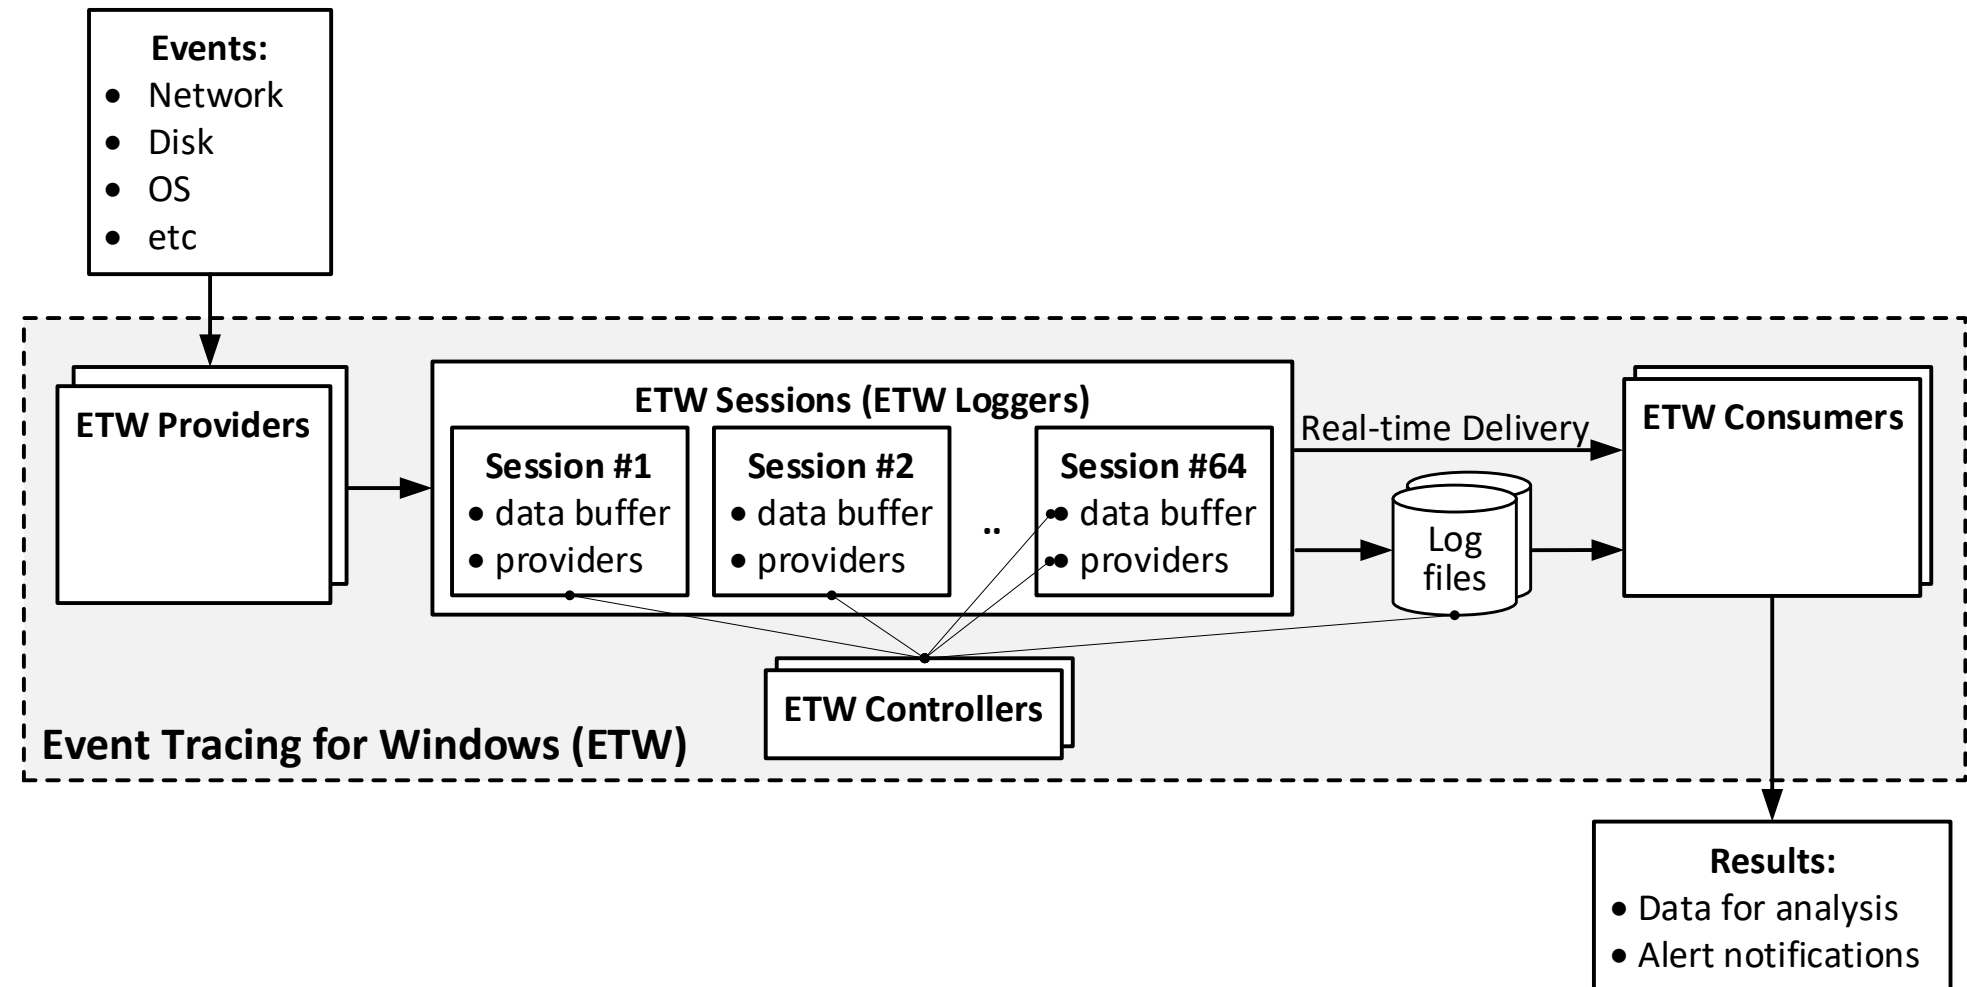 Events:
• Network
• Disk
• OS
• etc
ETW Providers
ETW Sessions (ETW Loggers)
Session #1
• data buffer
• providers
Session #2
• data buffer
• providers
..
Session #64
• data buffer
• providers
Real-time Delivery
Log
files
ETW Consumers
ETW Controllers
Event Tracing for Windows (ETW)
Results:
• Data for analysis
• Alert notifications